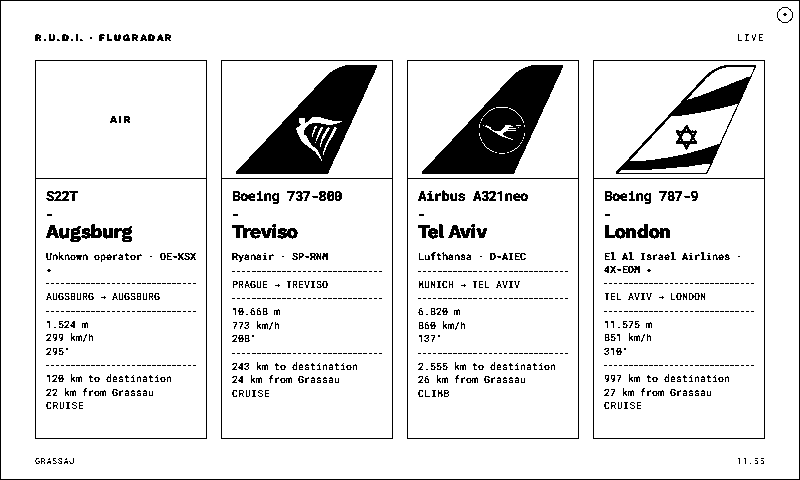 R.U.D.I. · FLUGRADAR
LIVE
AIR
S22T
–
Augsburg
Unknown operator · OE-KSX
✦
AUGSBURG → AUGSBURG
1.524 m
299 km/h
295°
120 km to destination
22 km from Grassau
CRUISE
Boeing 737-800
–
Treviso
Ryanair · SP-RNM
PRAGUE → TREVISO
10.668 m
773 km/h
208°
243 km to destination
24 km from Grassau
CRUISE
Airbus A321neo
–
Tel Aviv
Lufthansa · D-AIEC
MUNICH → TEL AVIV
6.820 m
860 km/h
137°
2.555 km to destination
26 km from Grassau
CLIMB
Boeing 787-9
–
London
El Al Israel Airlines ·
4X-EDM ✦
TEL AVIV → LONDON
11.575 m
851 km/h
310°
997 km to destination
27 km from Grassau
CRUISE
GRASSAU
11.55